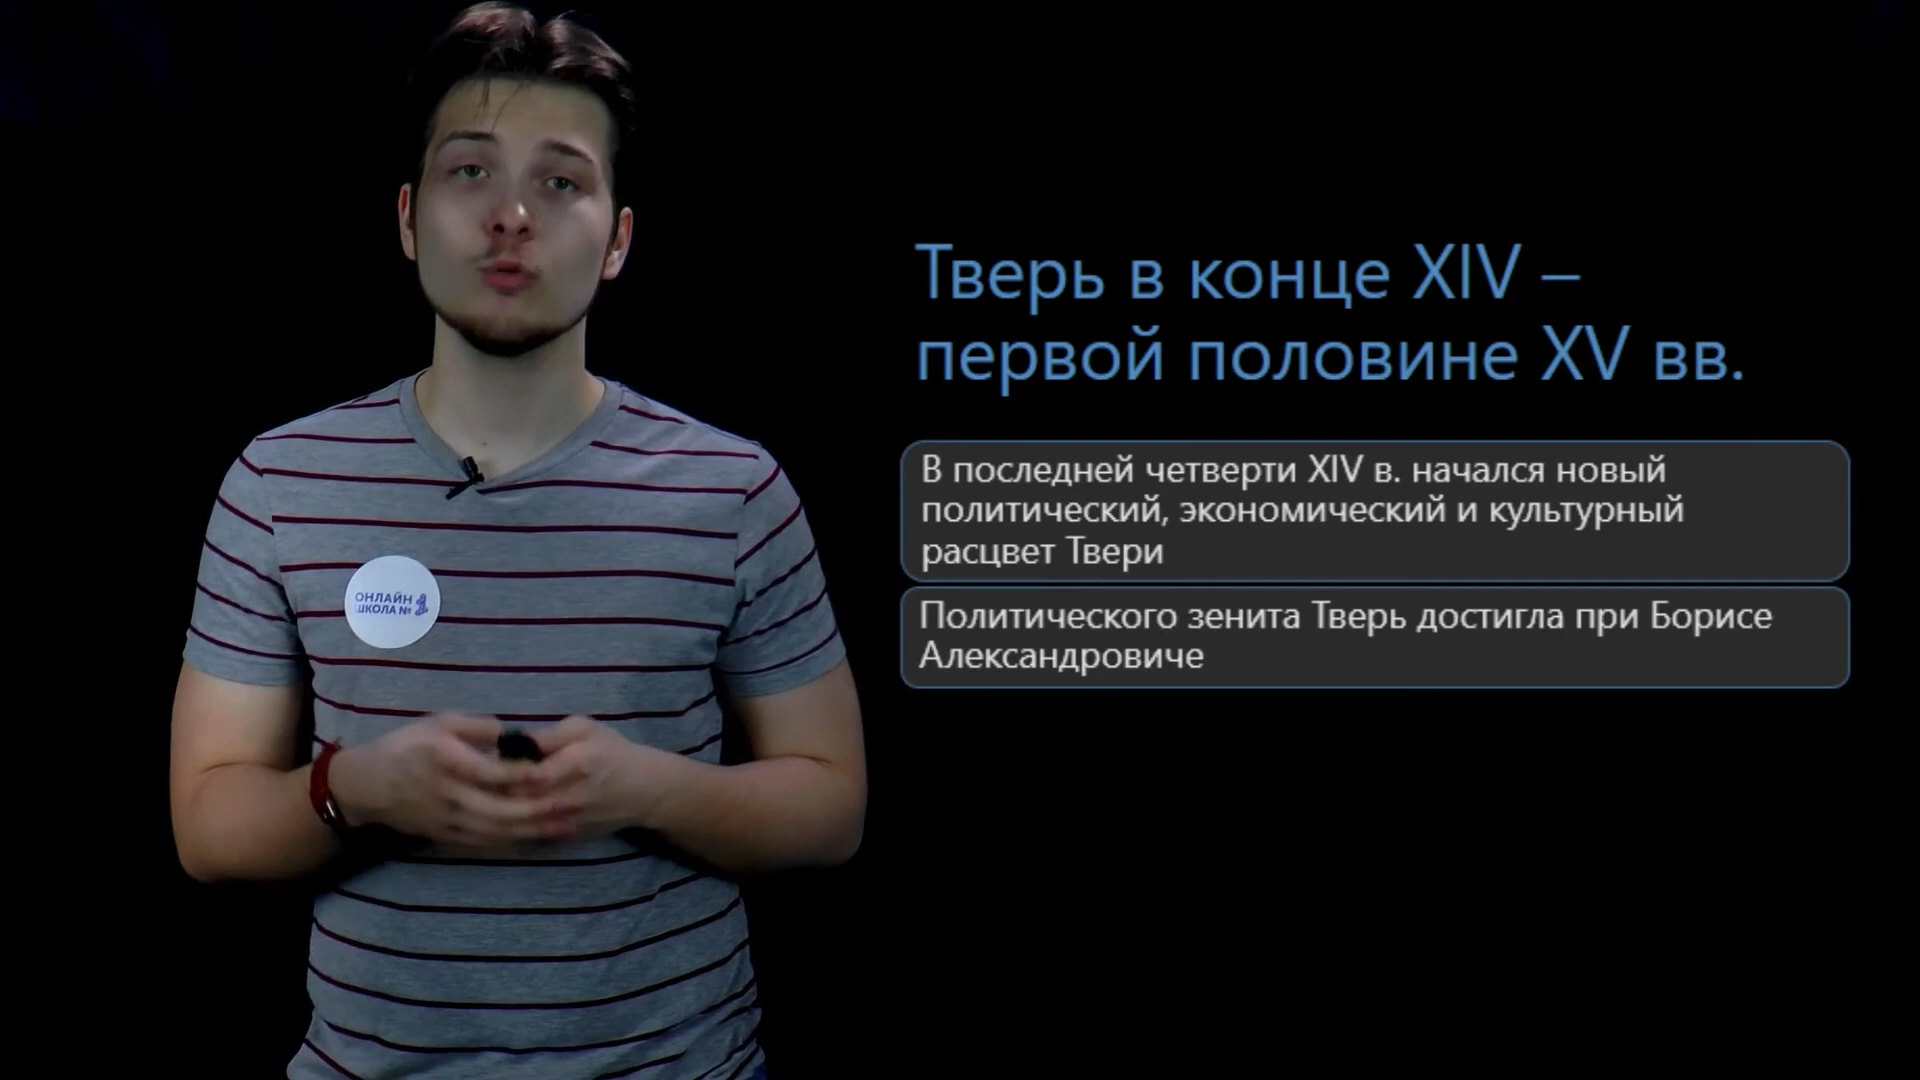 Тверь в конце XIV –
первой половине XV вв.
В последней четверти XIV в. начался новый
политический, экономический и культурный
расцвет Твери
Политического зенита Тверь достигла при Борисе
Александровиче
ОНЛАЙН
ШКОЛА № 1